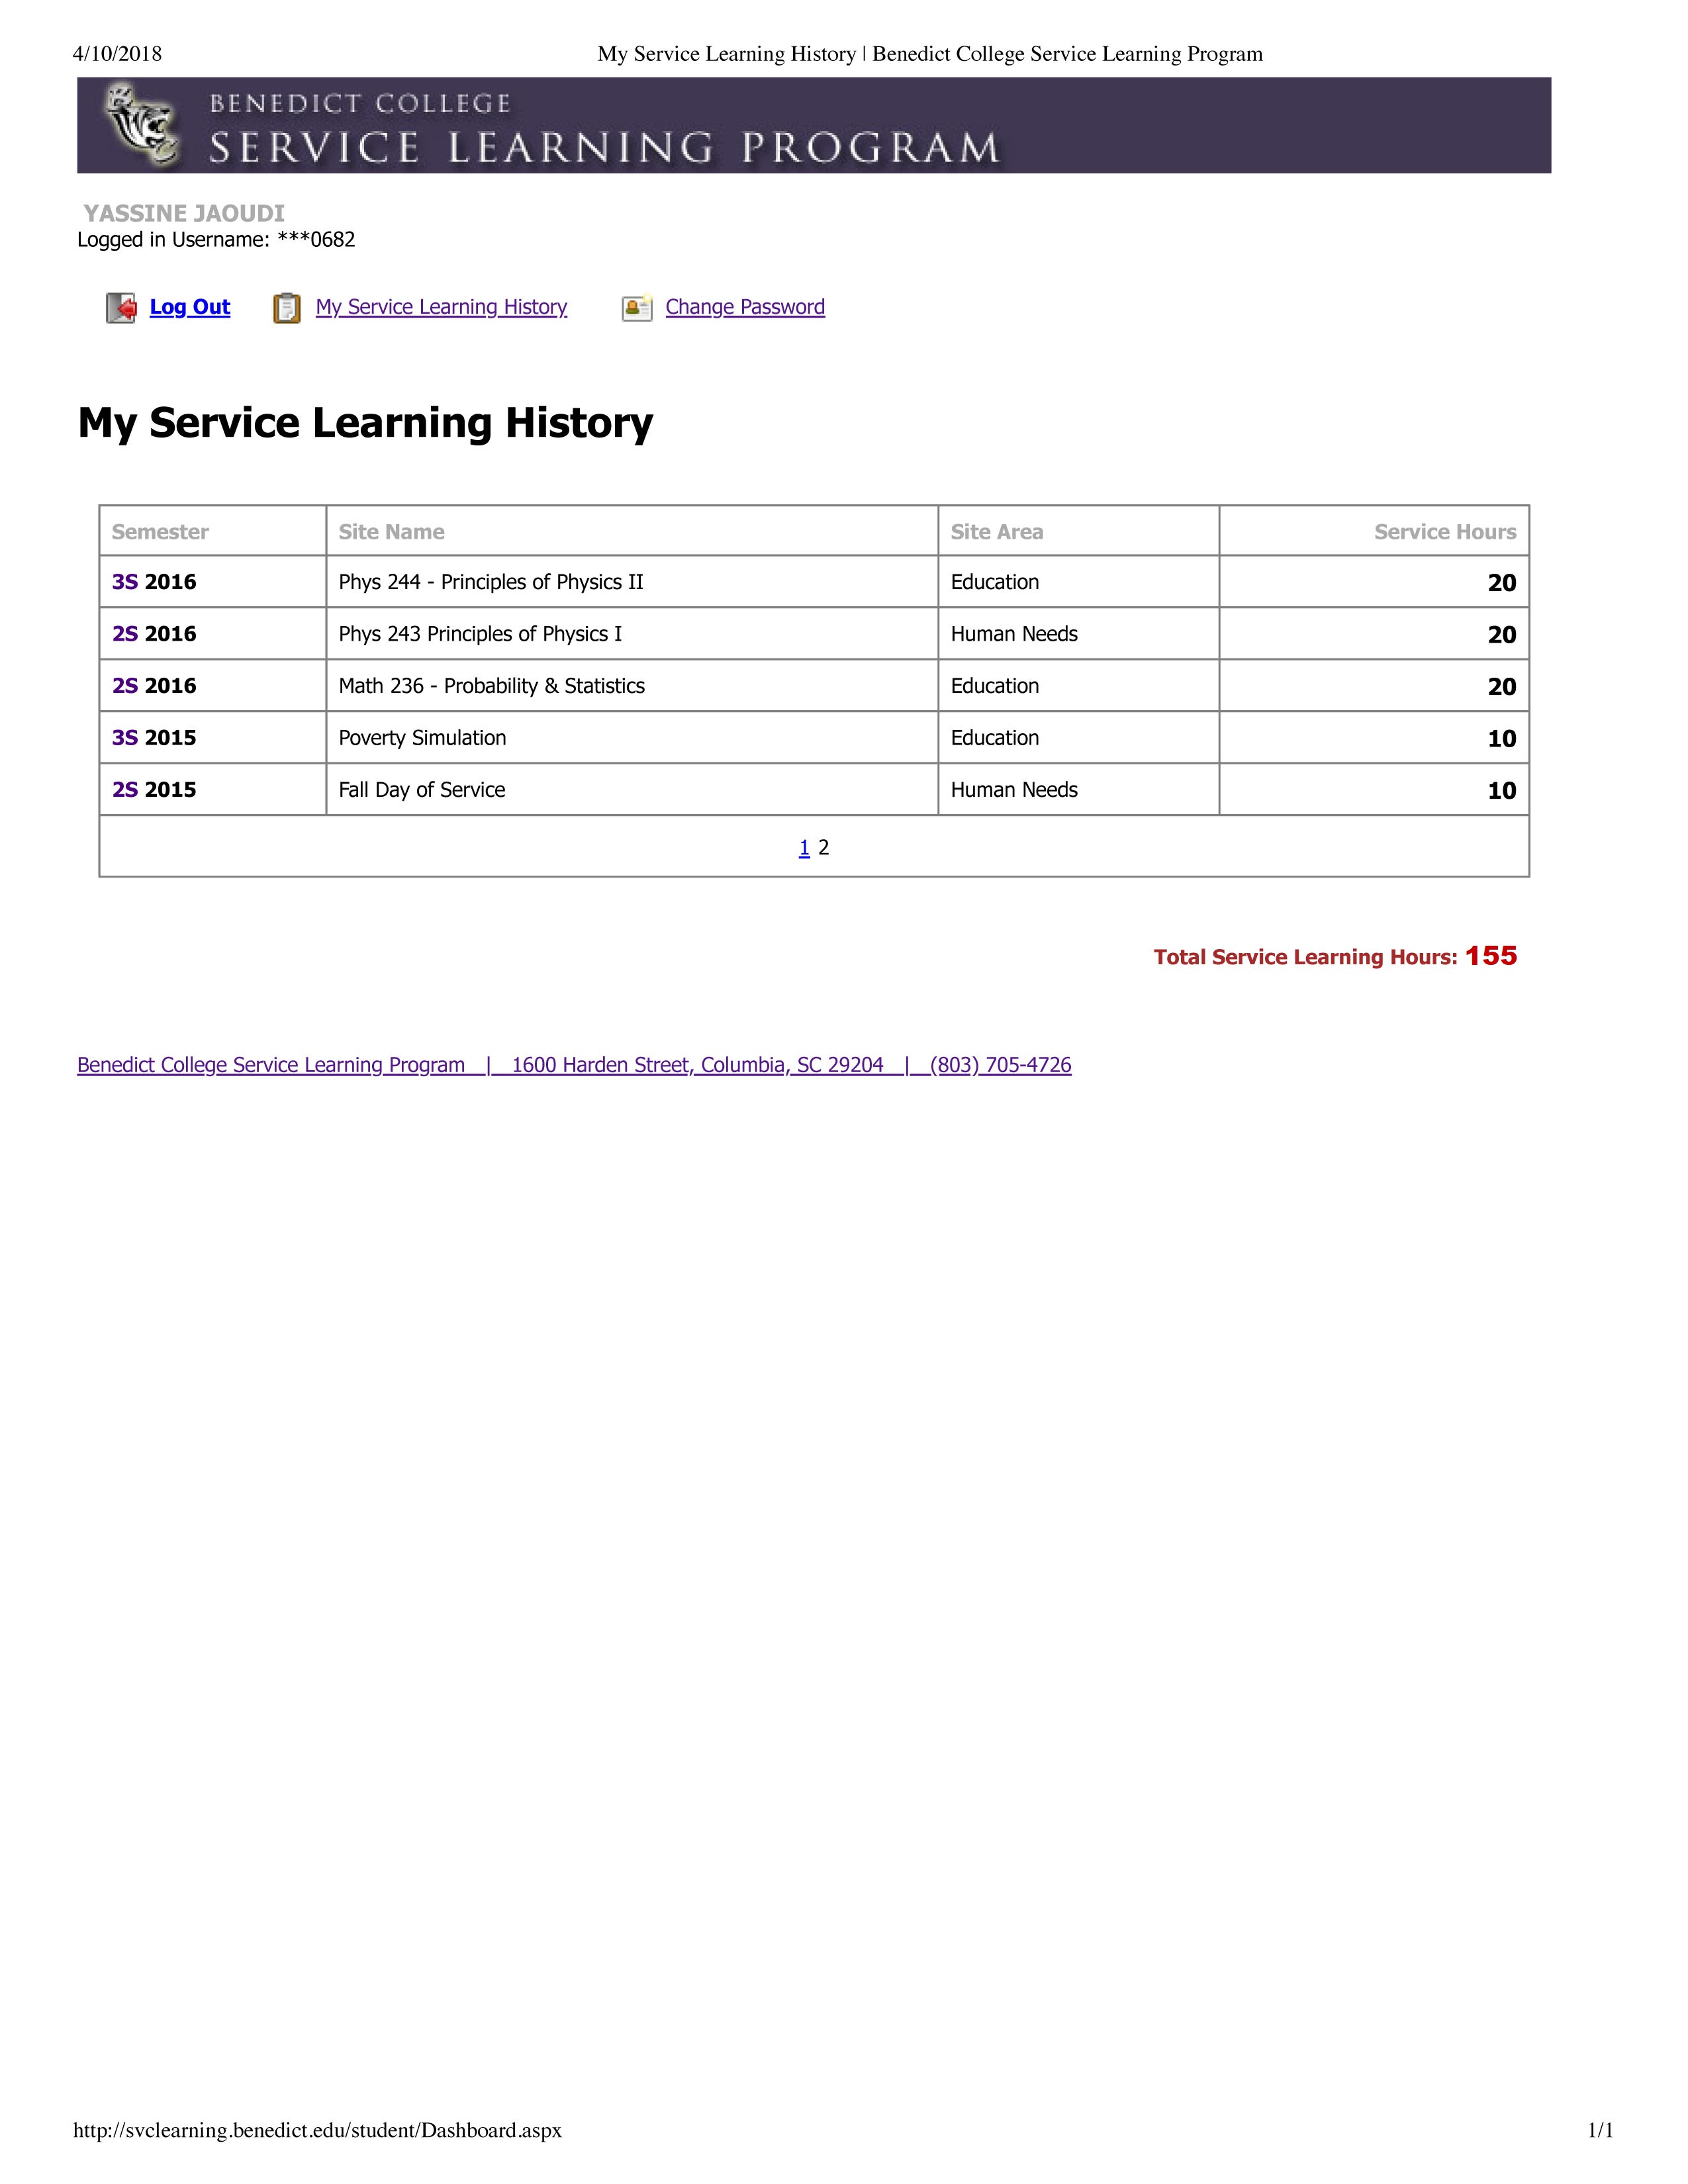 4/10/2018 My Service Learning History | Benedict College Service Learning Program
BENEDICT COLLEGE
SERVICE LEARNING PROGRAM
YASSINE JAOUDI
Logged in Username: ***0682
Log Out My Service Learning History Change Password
My Service Learning History
Semester Site Name Site Area Service Hours
3S 2016 Phys 244 - Principles of Physics II Education 20
2S 2016 Phys 243 Principles of Physics I Human Needs 20
2S 2016 Math 236 - Probability & Statistics Education 20
3S 2015 Poverty Simulation Education 10
2S 2015 Fall Day of Service Human Needs 10
1 2
Total Service Learning Hours: 155
Benedict College Service Learning Program | 1600 Harden Street, Columbia, SC 29204 | (803) 705-4726
http://svclearning.benedict.edu/student/Dashboard.aspx 1/1